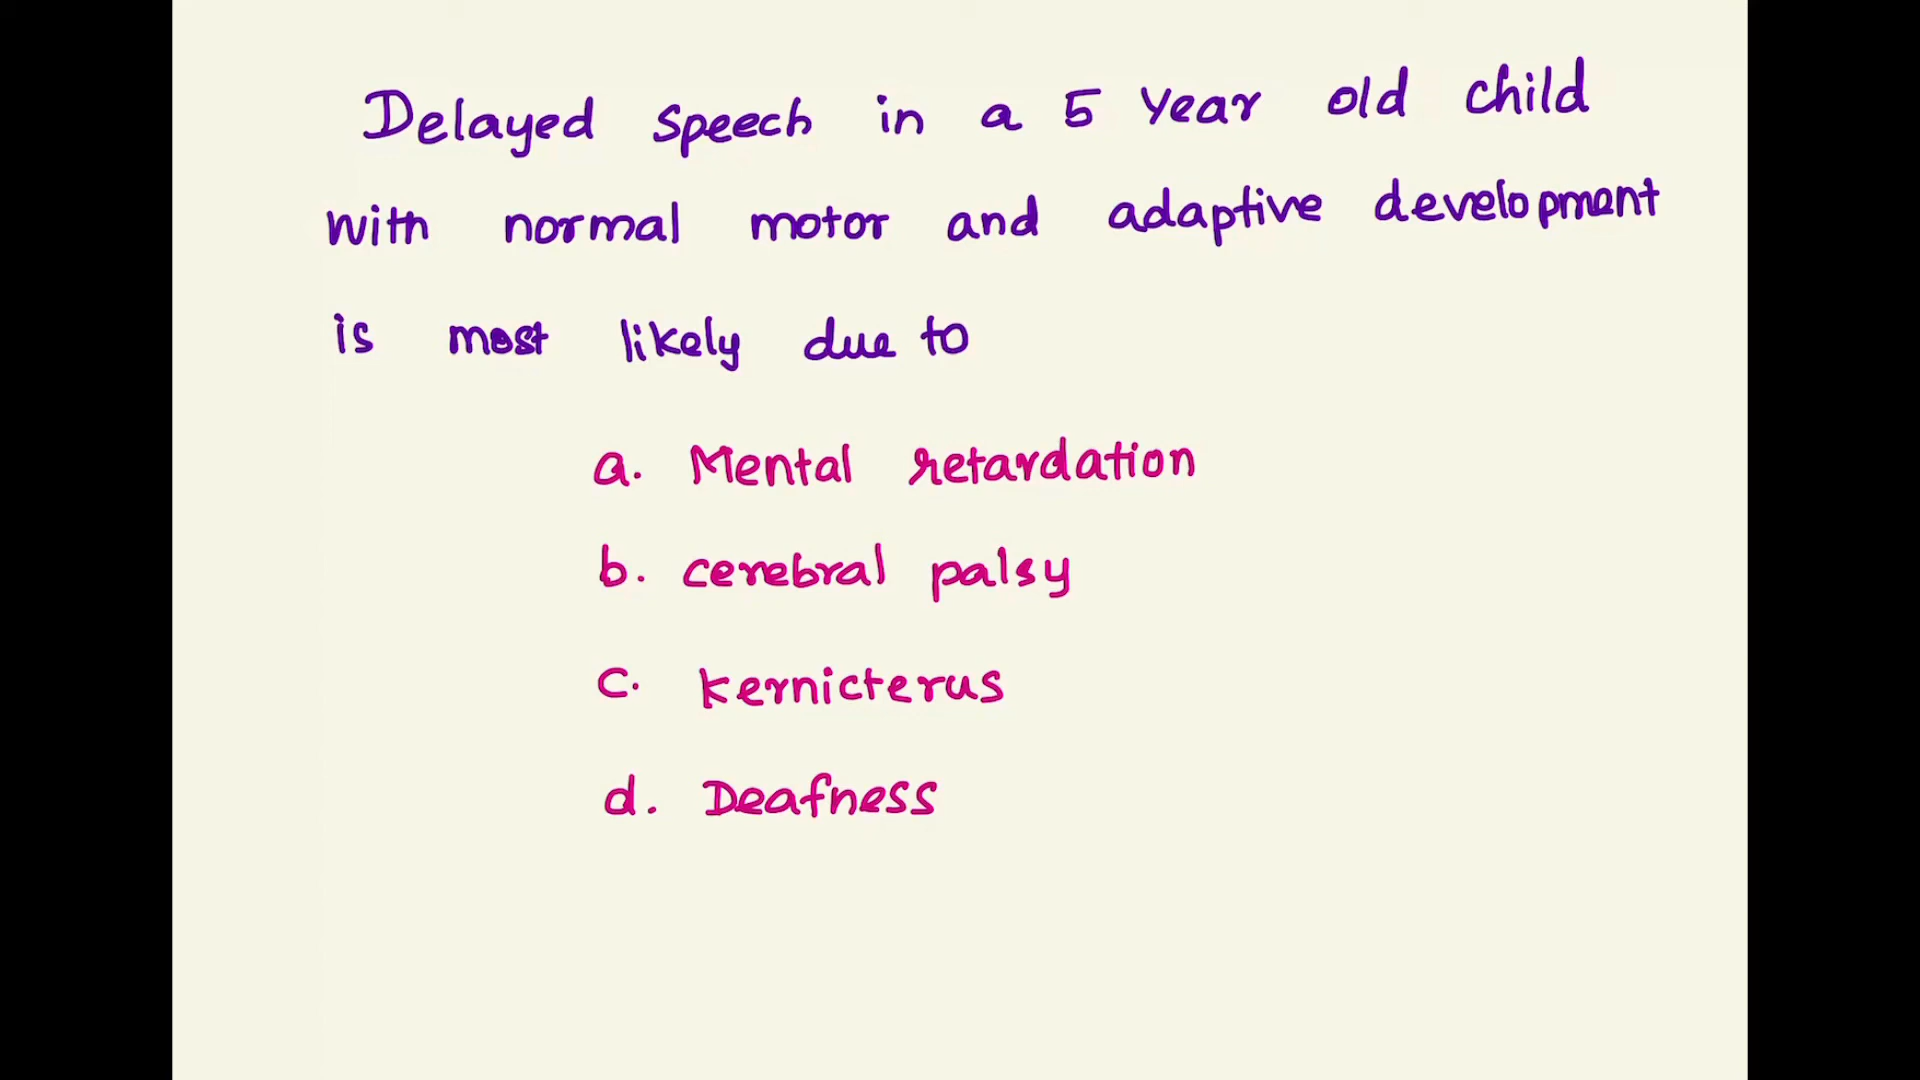 Delayed speech in a 5 Year old child
with normal motor and adaptive development
is most likely due to
a. Mental retardation
b. cerebral palsy
c. kernicterus
d. Deafness